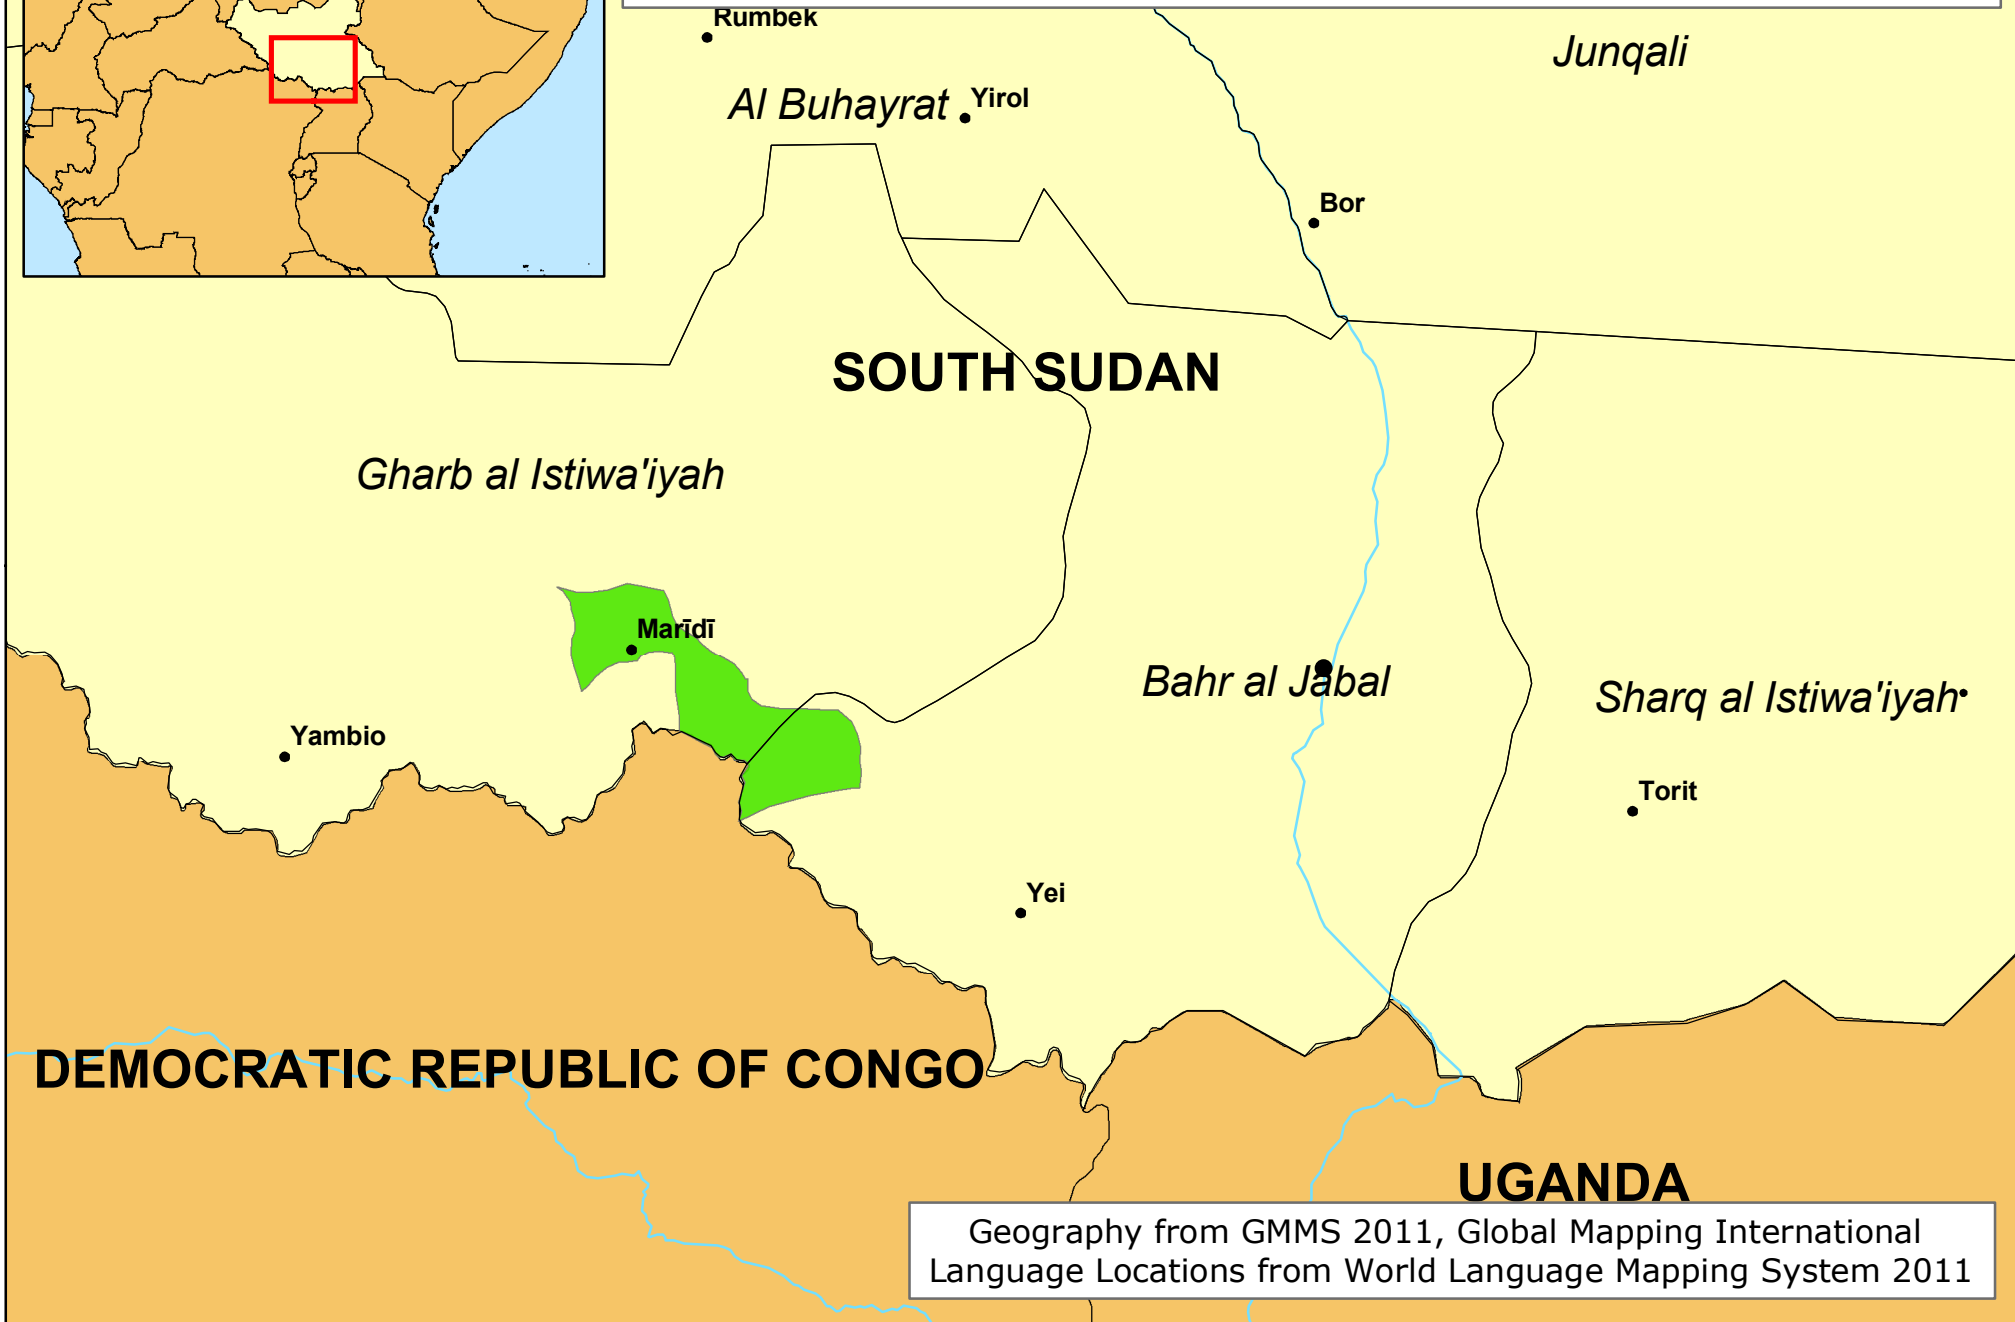 Rumbek
Junqali
Al Buhayrat
Yirol
Bor
SOUTH SUDAN
Gharb al Istiwa'iyah
Marīdī
Bahr al Jabal
Sharq al Istiwa'iyah
Yambio
Torit
Yei
DEMOCRATIC REPUBLIC OF CONGO
UGANDA
Geography from GMMS 2011, Global Mapping International
Language Locations from World Language Mapping System 2011